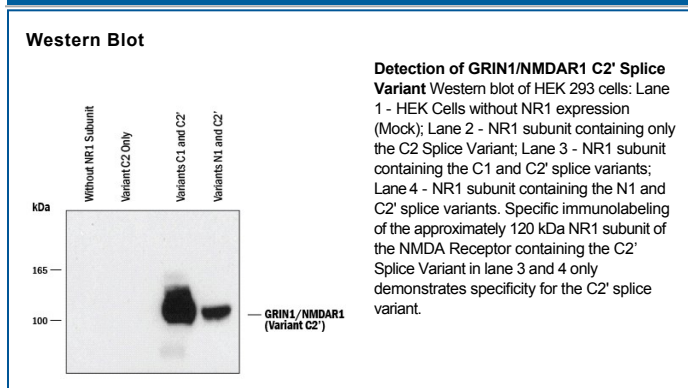 Western Blot
Without NR1 Subunit
Variant C2 Only
Variants C1 and C2'
Variants N1 and C2'
kDa
165
100
GRIN1/NMDAR1
(Variant C2')
Detection of GRIN1/NMDAR1 C2' Splice
Variant Western blot of HEK 293 cells: Lane
1 - HEK Cells without NR1 expression
(Mock); Lane 2 - NR1 subunit containing only
the C2 Splice Variant; Lane 3 - NR1 subunit
containing the C1 and C2' splice variants;
Lane 4 - NR1 subunit containing the N1 and
C2' splice variants. Specific immunolabeling
of the approximately 120 kDa NR1 subunit of
the NMDA Receptor containing the C2’
Splice Variant in lane 3 and 4 only
demonstrates specificity for the C2' splice
variant.